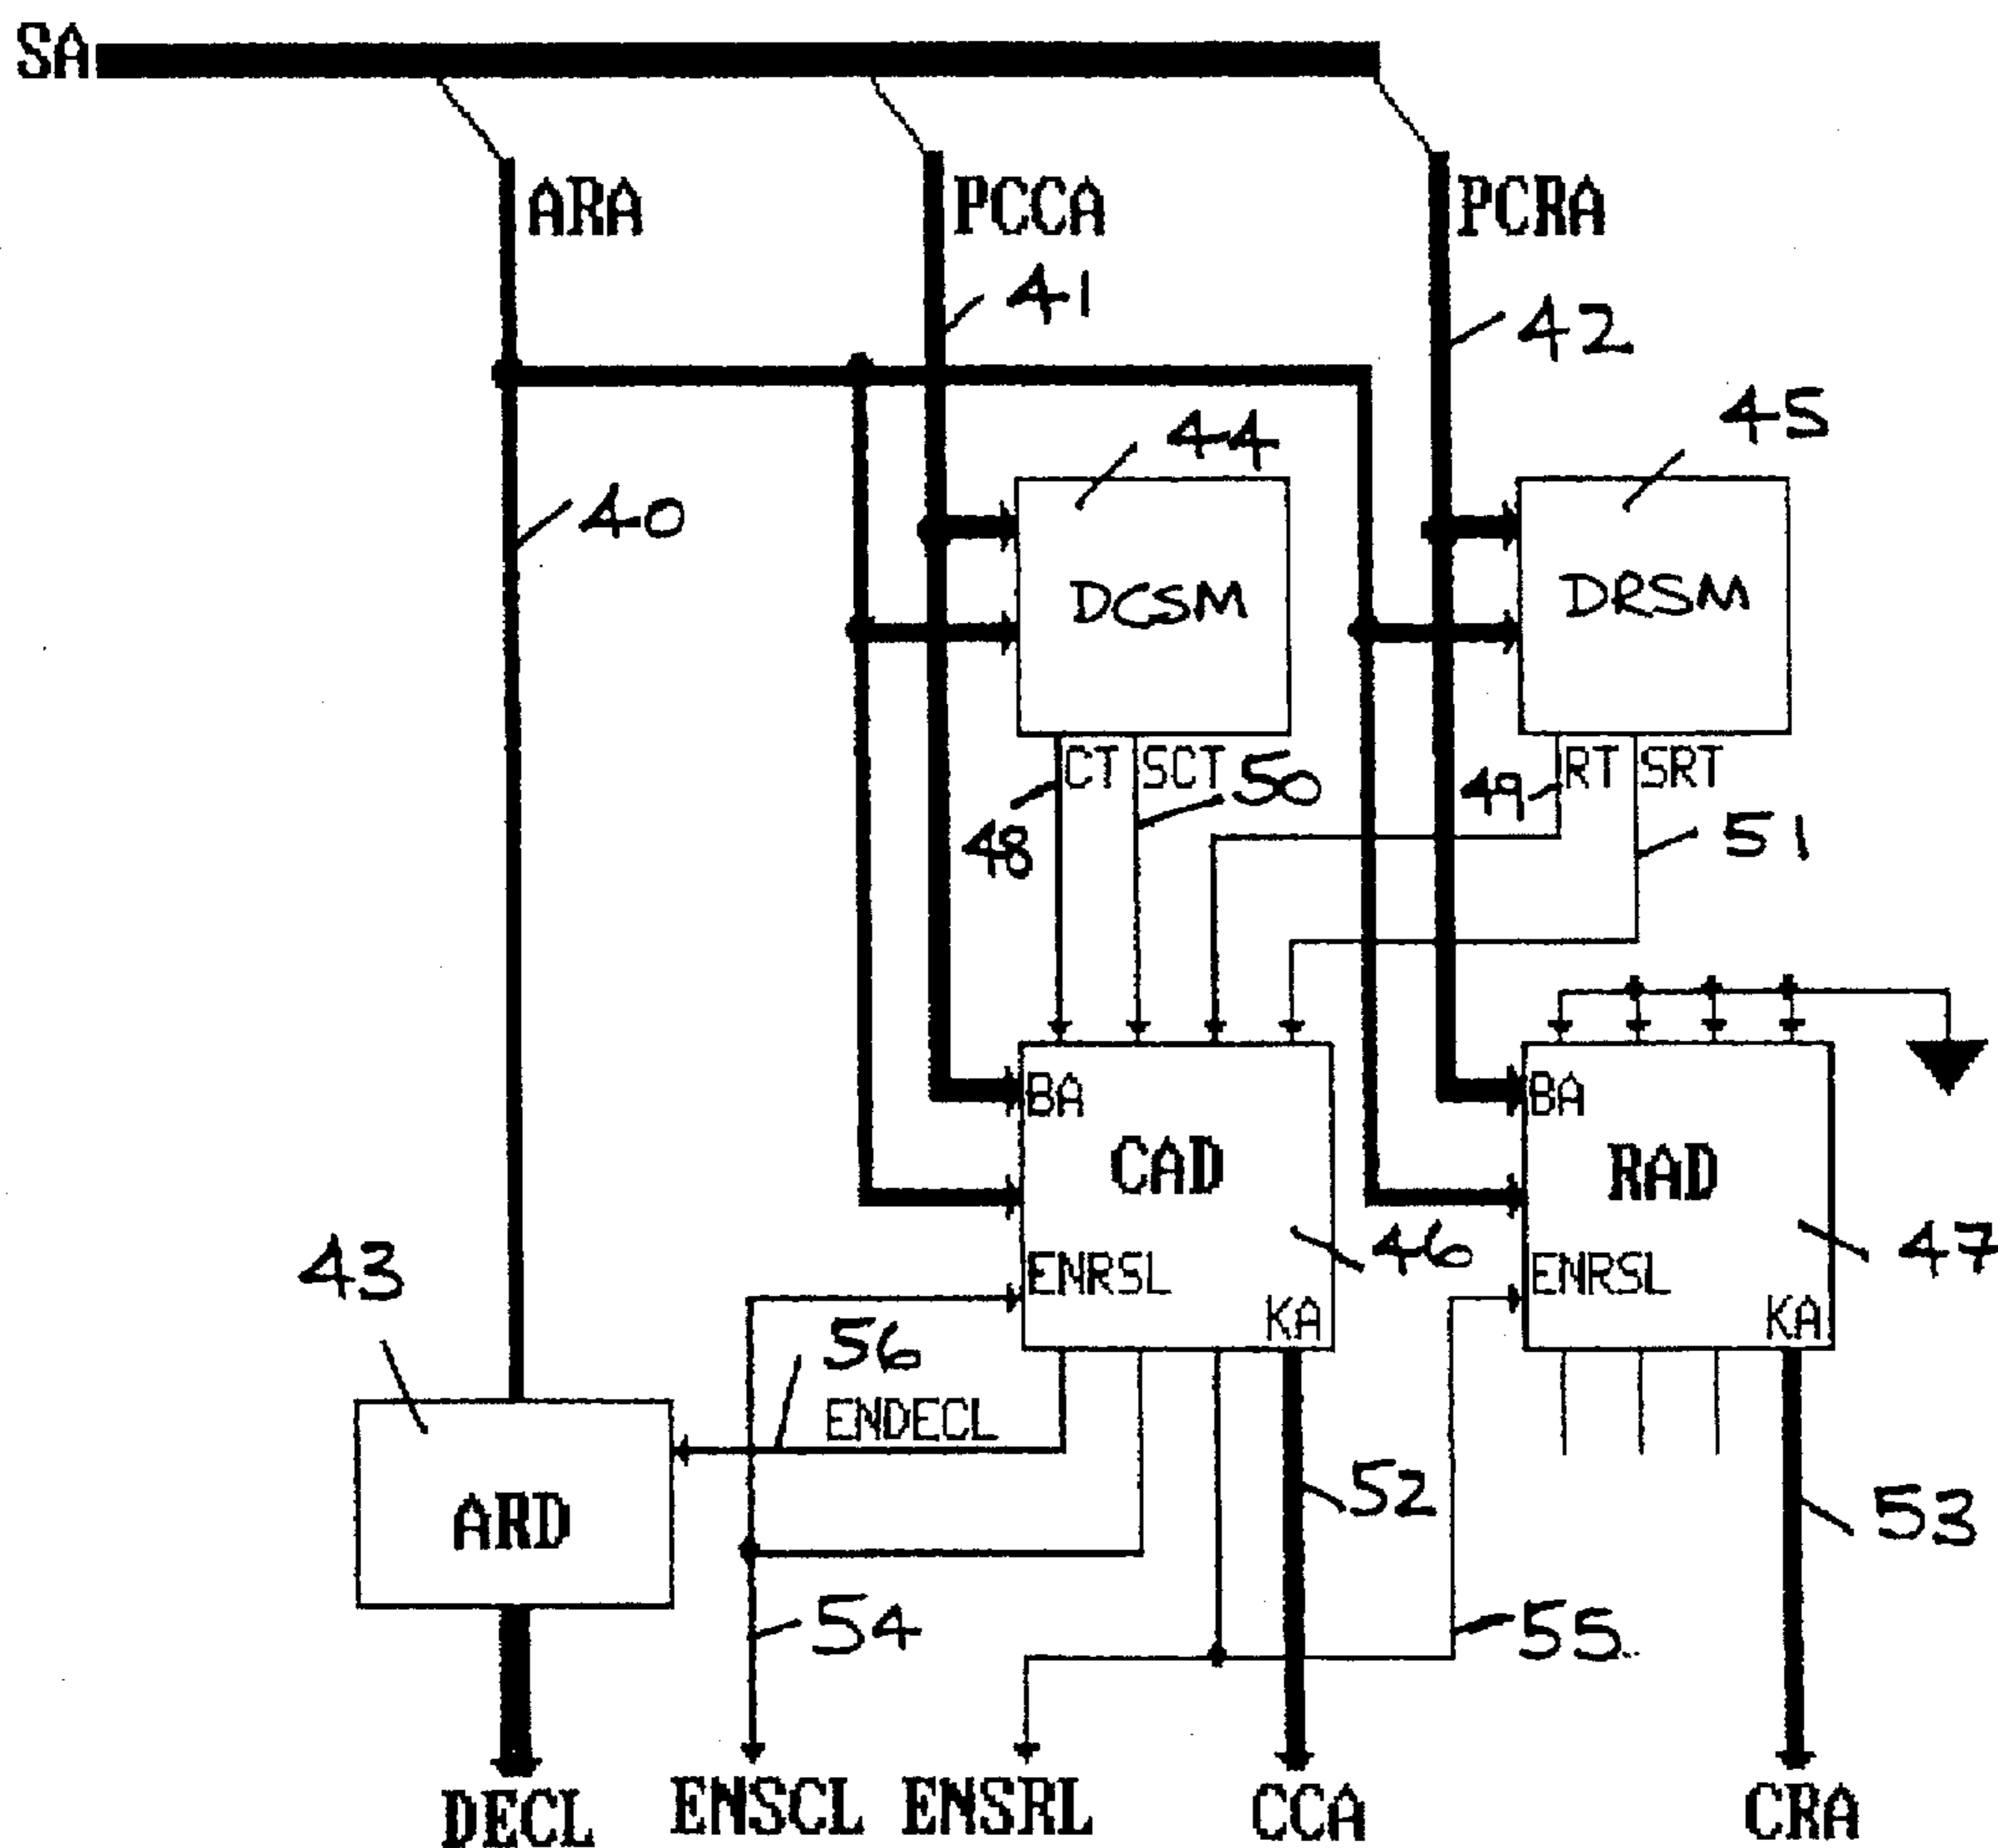 SA
ARA
PCCA
PCRA
41
42
44
45
40
DCSM
DRSM
CT
SCT
50
49
RT
SRT
48
51
BA
BA
CAD
RAD
43
46
47
ENRSL
ENRSL
KA
KA
56
ENDECL
52
53
ARD
54
55
DECL
ENSCL
ENSRL
CCA
CRA